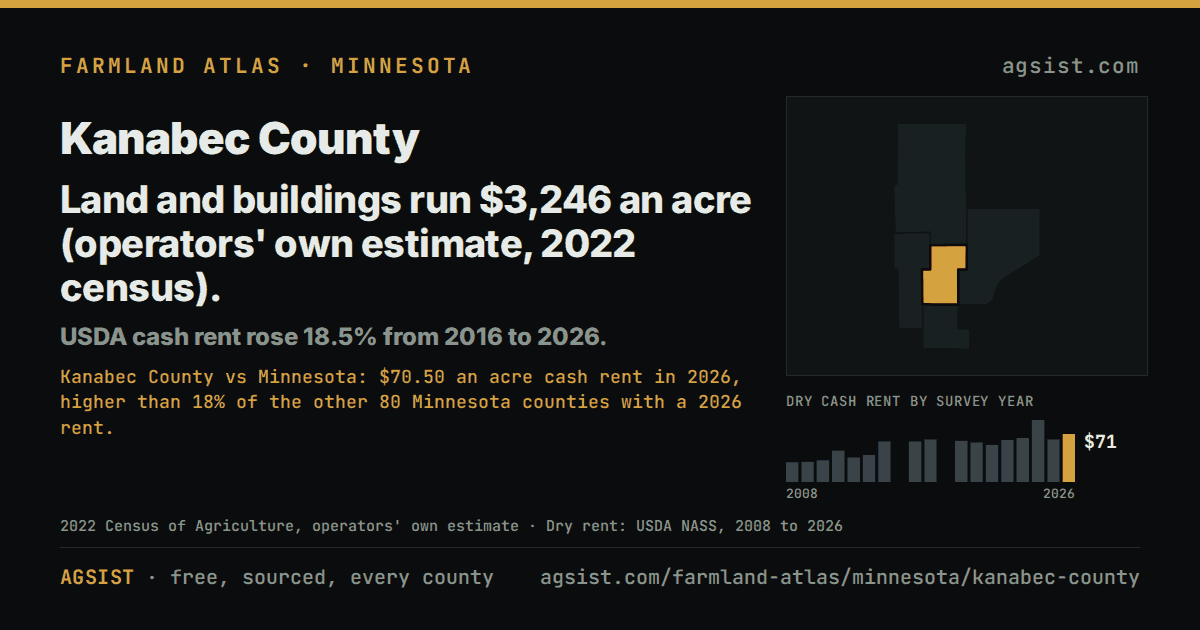 FARMLAND ATLAS · MINNESOTA
agsist.com
Kanabec County
Land and buildings run $3,246 an acre
(operators' own estimate, 2022
census).
USDA cash rent rose 18.5% from 2016 to 2026.
Kanabec County vs Minnesota: $70.50 an acre cash rent in 2026,
higher than 18% of the other 80 Minnesota counties with a 2026
rent.
DRY CASH RENT BY SURVEY YEAR
$71
2008
2026
2022 Census of Agriculture, operators' own estimate · Dry rent: USDA NASS, 2008 to 2026
AGSIST · free, sourced, every county
agsist.com/farmland-atlas/minnesota/kanabec-county